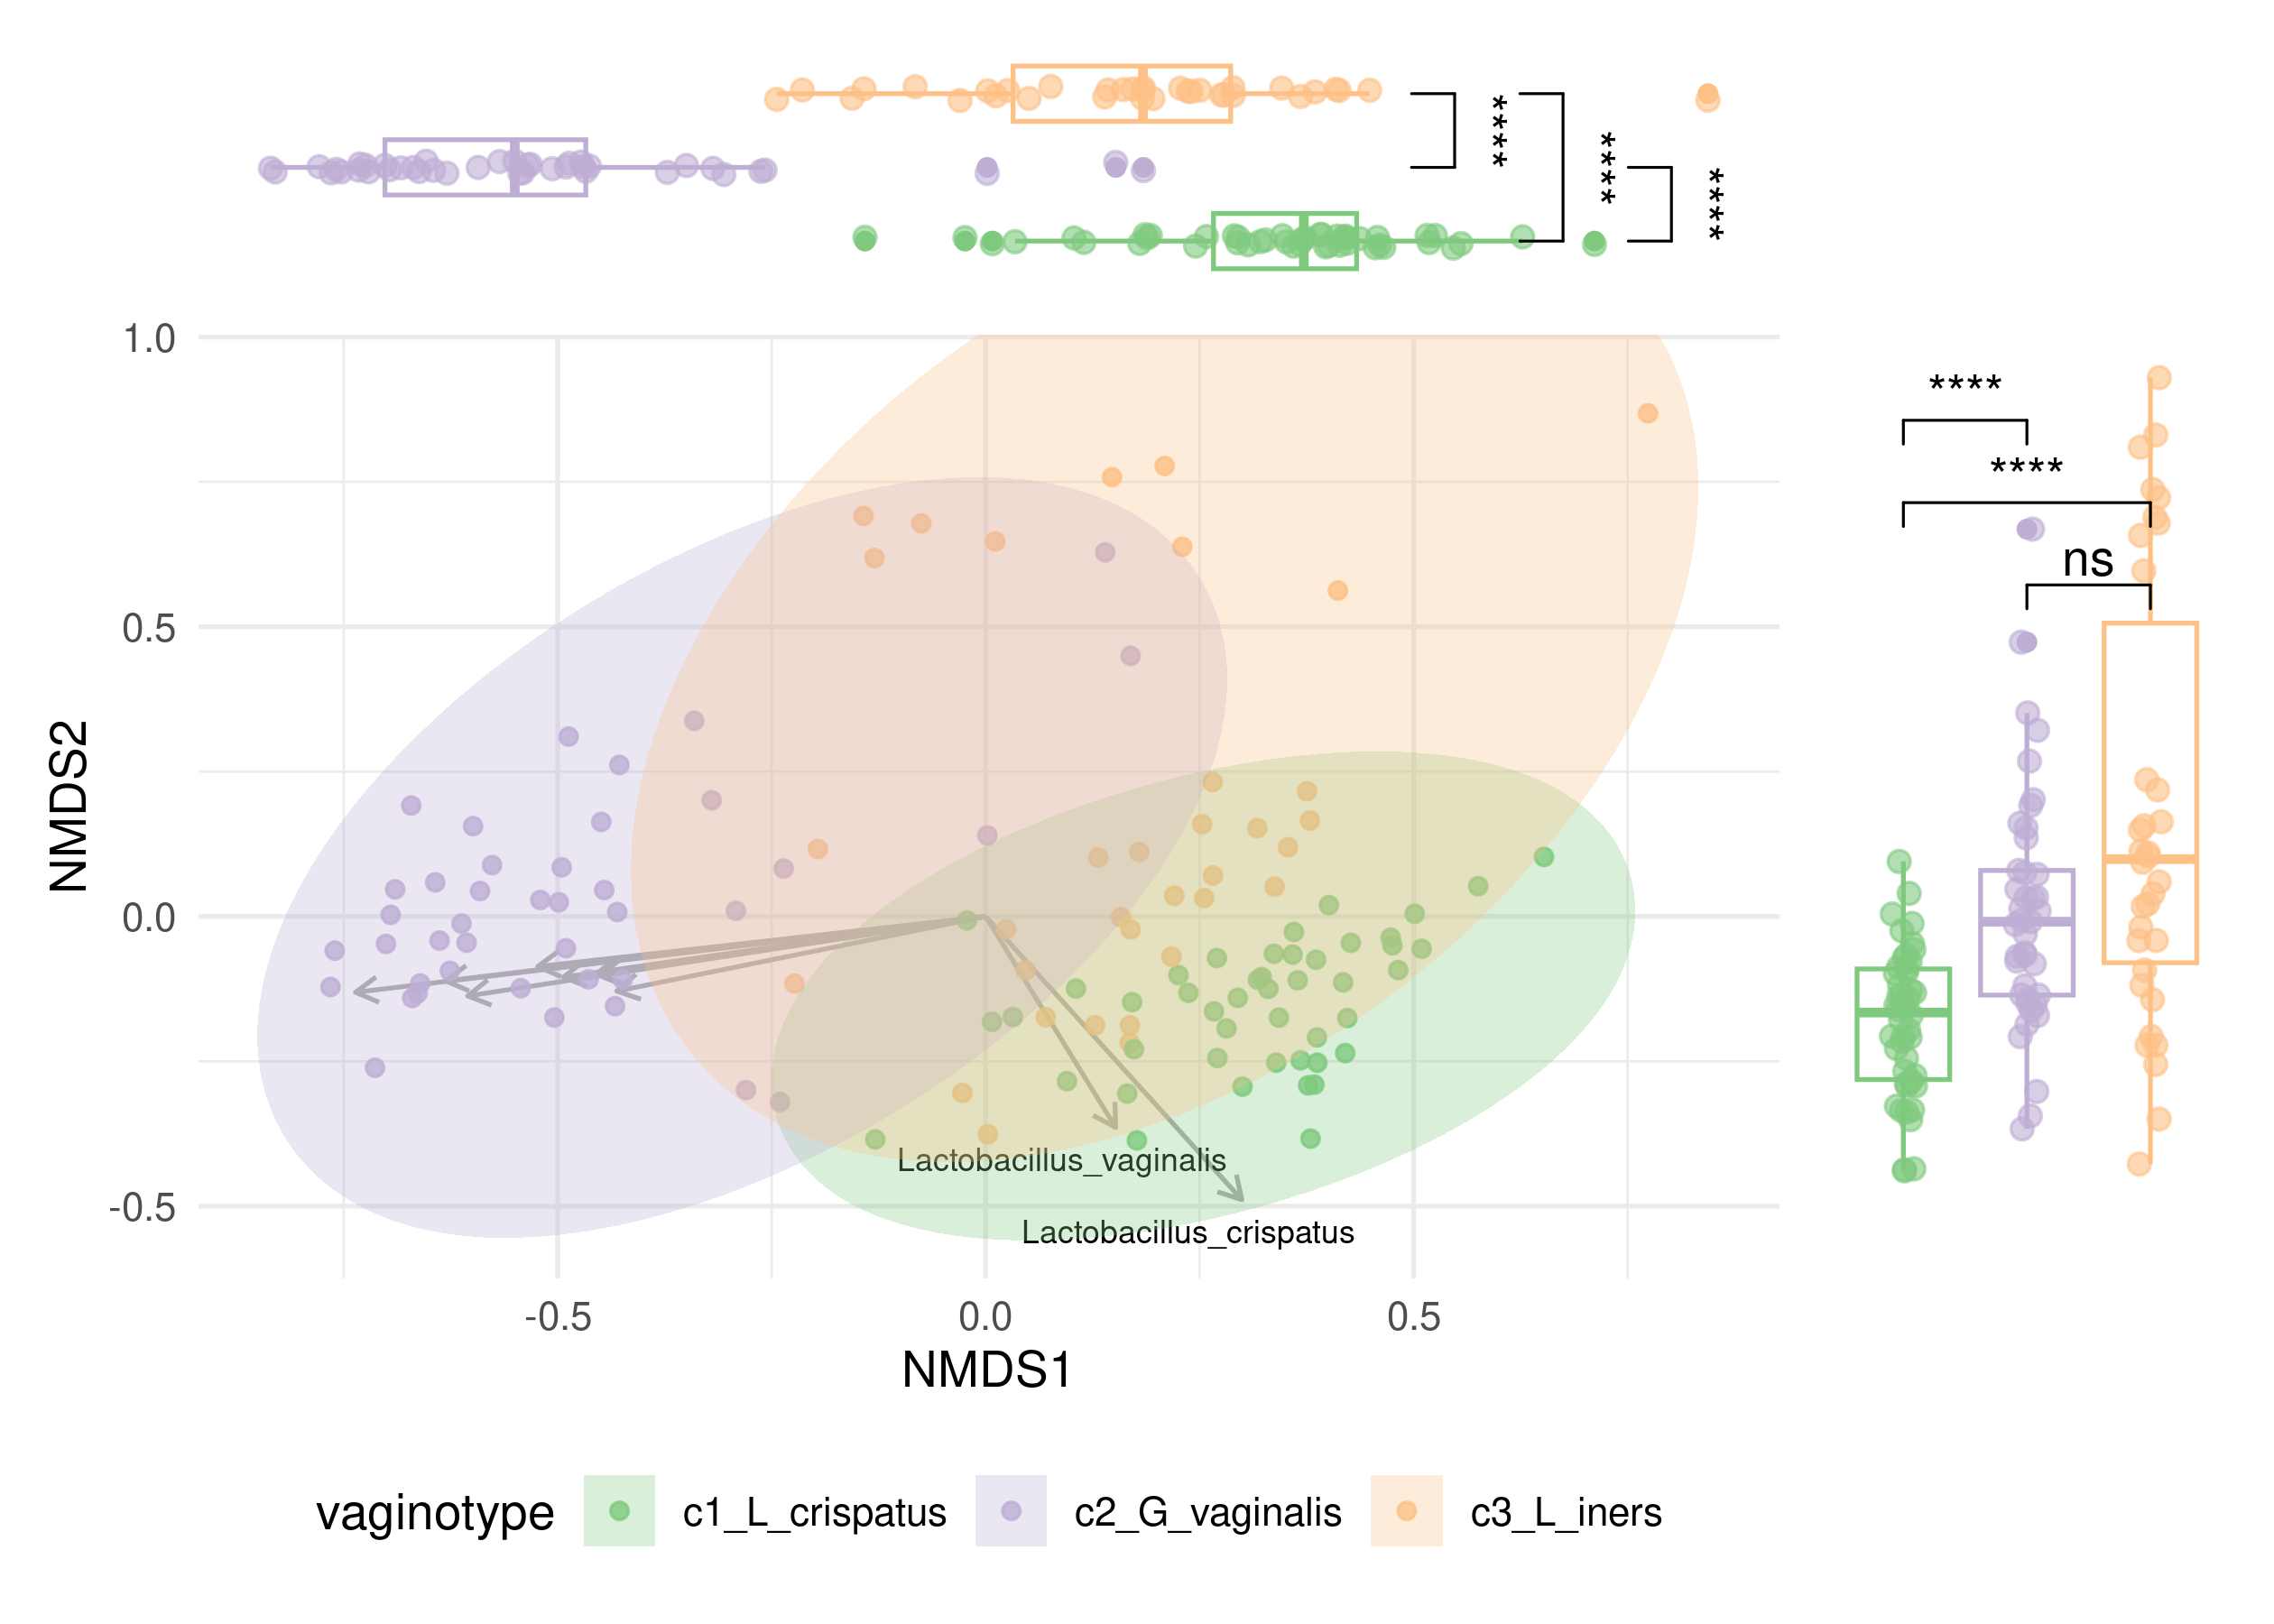 ****
****
****
1.0
0.5
0.0
-0.5
NMDS2
****
****
ns
Lactobacillus_vaginalis
Lactobacillus_crispatus
-0.5
0.0
0.5
NMDS1
vaginotype
c1_L_crispatus
c2_G_vaginalis
c3_L_iners